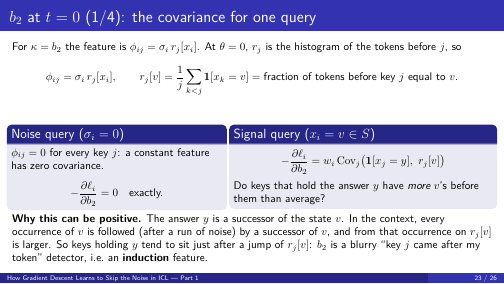 b₂ at t = 0 (1/4): the covariance for one query
For κ = b₂ the feature is ϕᵢⱼ = σᵢ rⱼ[xᵢ]. At θ = 0, rⱼ is the histogram of the tokens before j, so
ϕᵢⱼ = σᵢ rⱼ[xᵢ], rⱼ[v] = 1/j ∑_{k<j} 1[xₖ = v] = fraction of tokens before key j equal to v.
Noise query (σᵢ = 0)
ϕᵢⱼ = 0 for every key j: a constant feature
has zero covariance.
−∂ℓᵢ/∂b₂ = 0 exactly.
Signal query (xᵢ = v ∈ S)
−∂ℓᵢ/∂b₂ = wᵢ Covⱼ(1[xⱼ = y], rⱼ[v])
Do keys that hold the answer y have more v's before
them than average?
Why this can be positive. The answer y is a successor of the state v. In the context, every
occurrence of v is followed (after a run of noise) by a successor of v, and from that occurrence on rⱼ[v]
is larger. So keys holding y tend to sit just after a jump of rⱼ[v]: b₂ is a blurry “key j came after my
token” detector, i.e. an induction feature.
How Gradient Descent Learns to Skip the Noise in ICL — Part 1
23 / 26